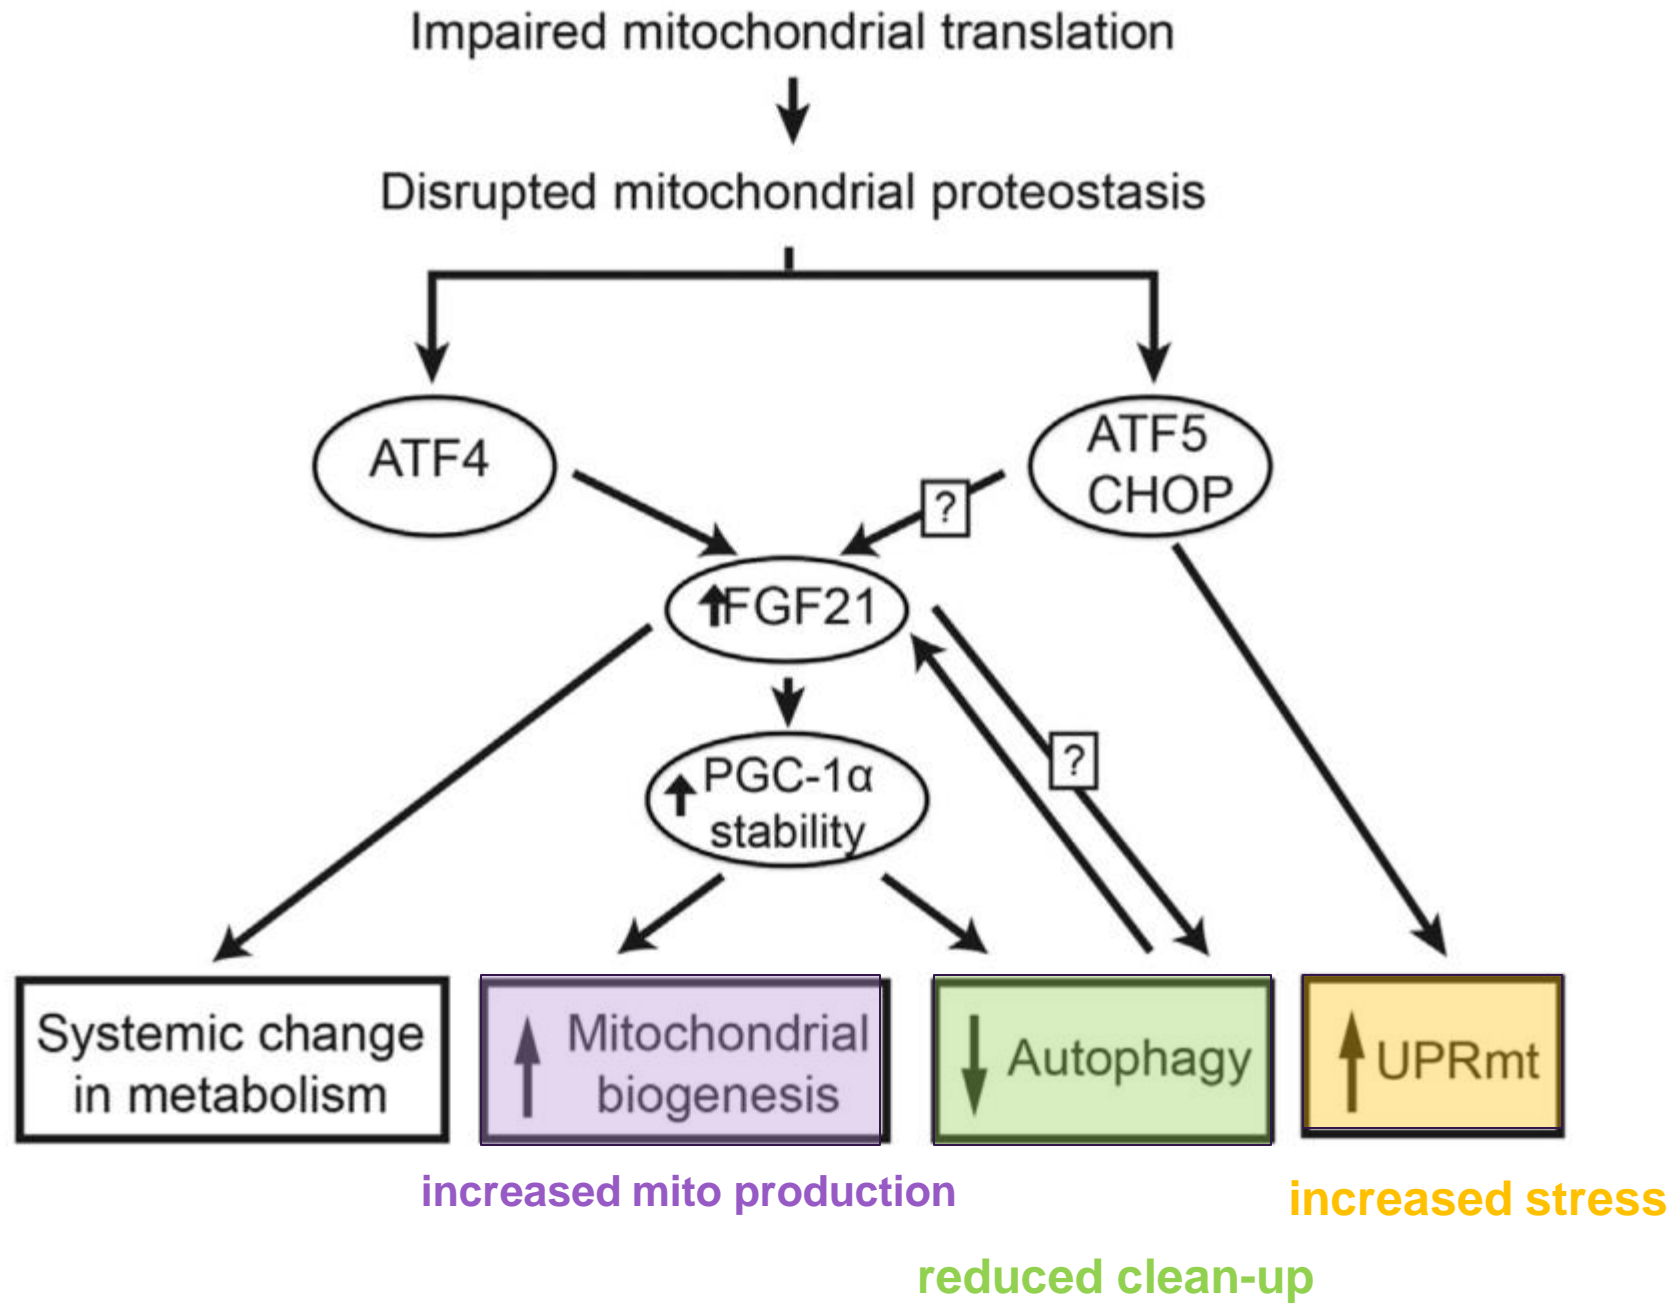 Impaired mitochondrial translation
Disrupted mitochondrial proteostasis
ATF4
ATF5
CHOP
?
FGF21
?
PGC-1α
stability
Systemic change
in metabolism
Mitochondrial
biogenesis
Autophagy
UPRmt
increased mito production
increased stress
reduced clean-up